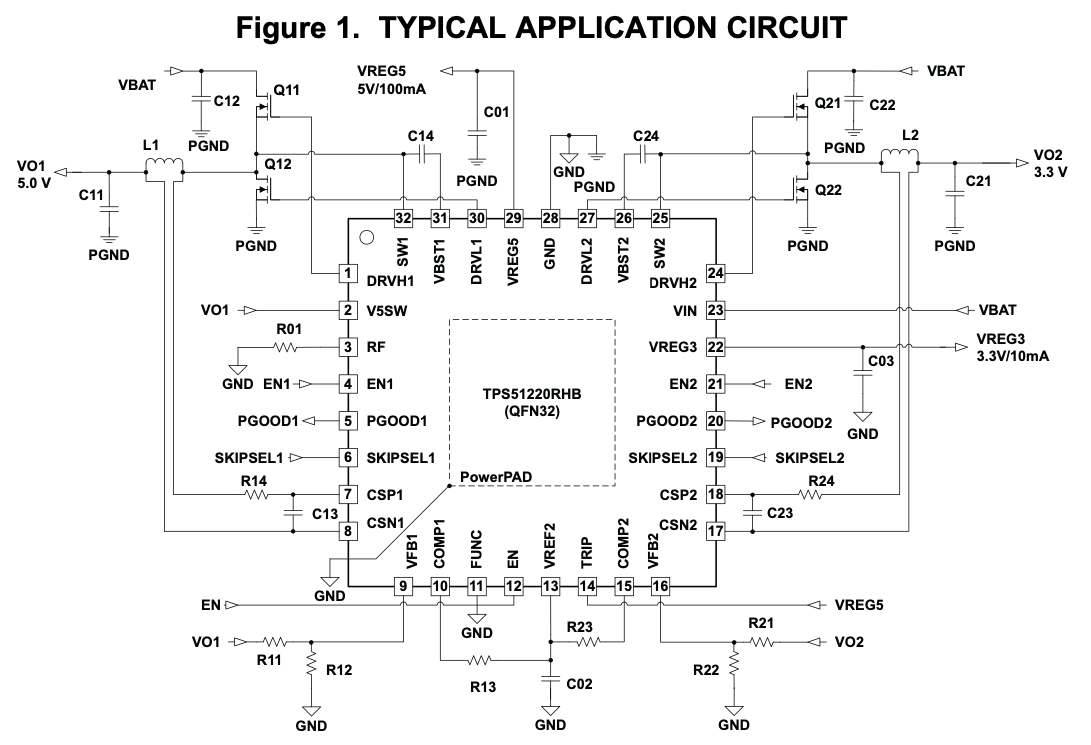 Figure 1. TYPICAL APPLICATION CIRCUIT
VBAT
C12
PGND
Q11
VREG5
5V/100mA
C01
PGND
C14
L1
VO1
5.0 V
C11
PGND
Q12
PGND
GND
PGND
C24
Q21
C22
VBAT
PGND
L2
VO2
3.3 V
C21
PGND
Q22
PGND
32
31
30
29
28
27
26
25
SW1
VBST1
DRVL1
VREG5
GND
DRVL2
VBST2
SW2
1
DRVH1
DRVH2
24
VO1
2
V5SW
VIN
23
VBAT
R01
GND
3
RF
VREG3
22
VREG3
3.3V/10mA
C03
GND
EN1
4
EN1
EN2
21
EN2
TPS51220RHB
(QFN32)
PGOOD1
5
PGOOD1
PGOOD2
20
PGOOD2
SKIPSEL1
6
SKIPSEL1
SKIPSEL2
19
SKIPSEL2
PowerPAD
R14
7
CSP1
CSP2
18
R24
C13
8
CSN1
CSN2
17
C23
GND
VFB1
COMP1
FUNC
EN
VREF2
TRIP
COMP2
VFB2
9
10
11
12
13
14
15
16
EN
GND
VREG5
VO1
R11
R12
GND
R13
R23
C02
GND
R21
VO2
R22
GND